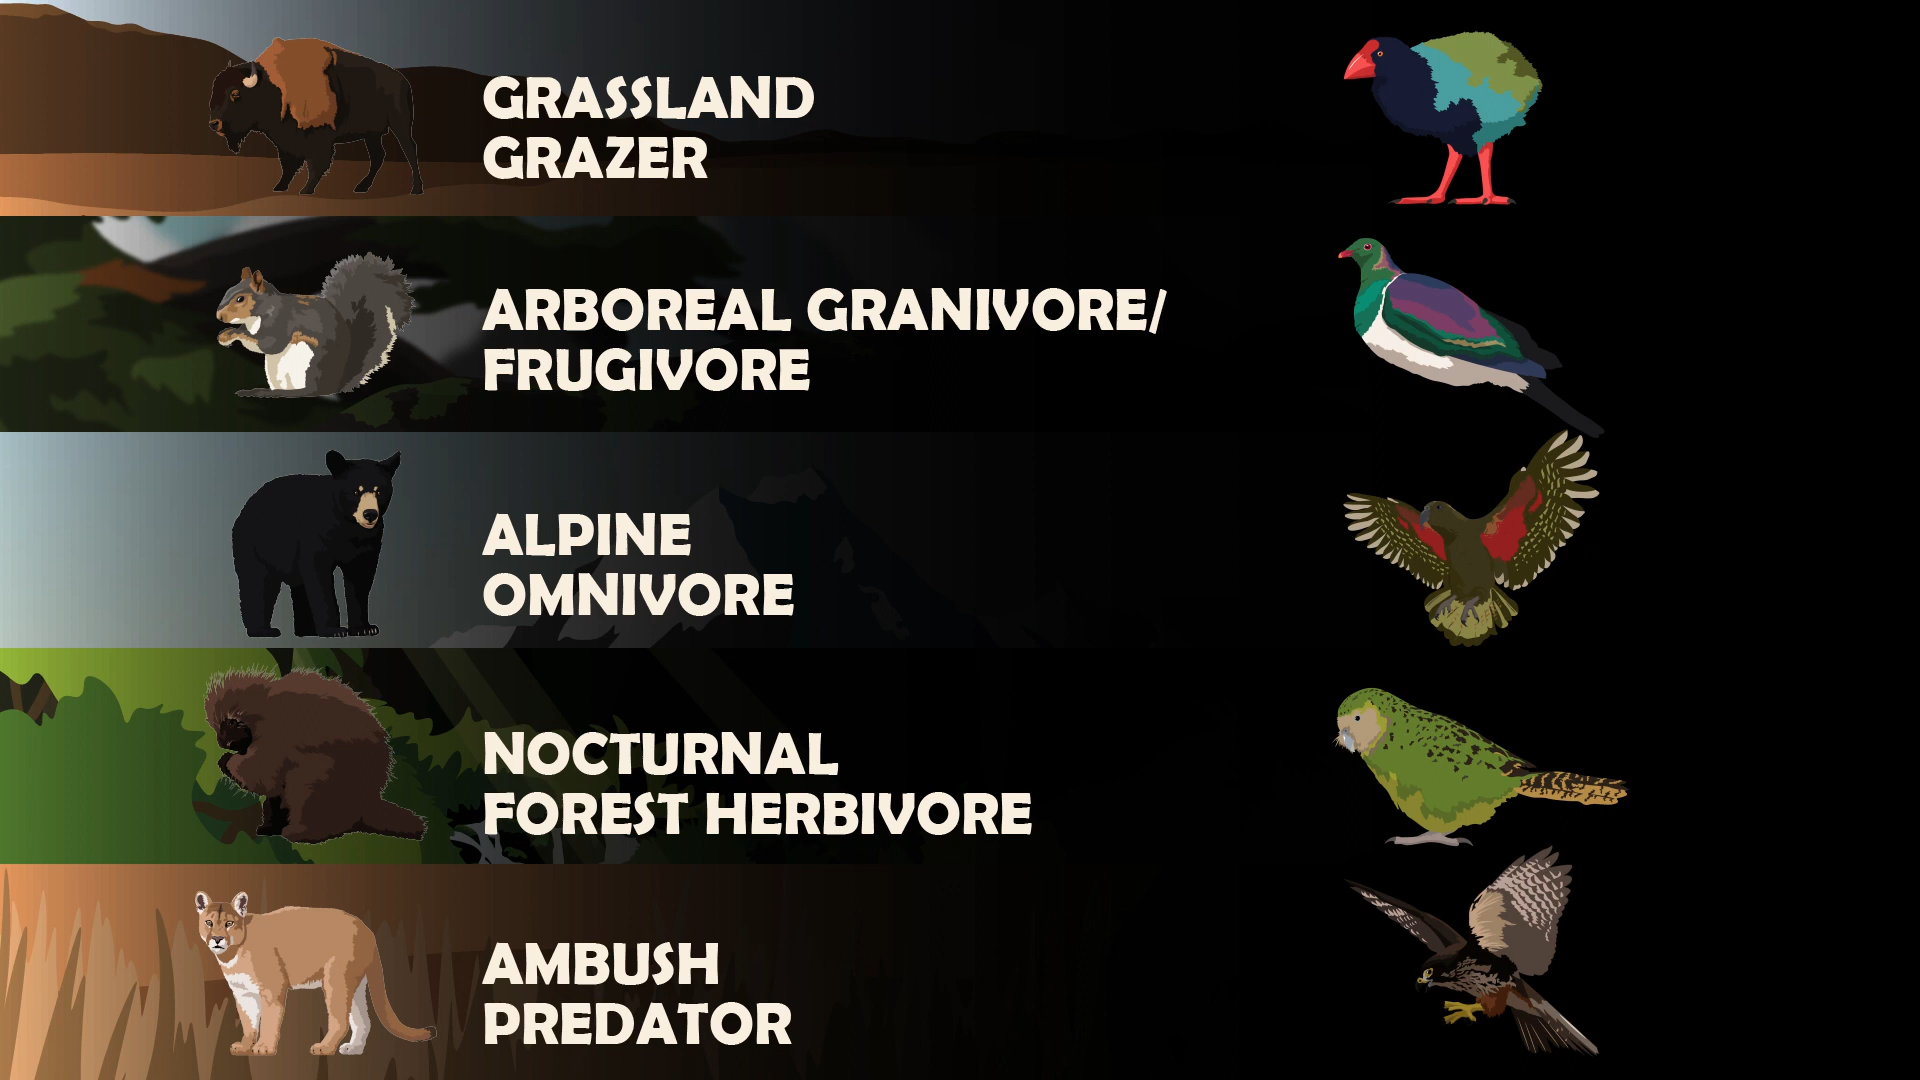 GRASSLAND
GRAZER
ARBOREAL GRANIVORE/
FRUGIVORE
ALPINE
OMNIVORE
NOCTURNAL
FOREST HERBIVORE
AMBUSH
PREDATOR